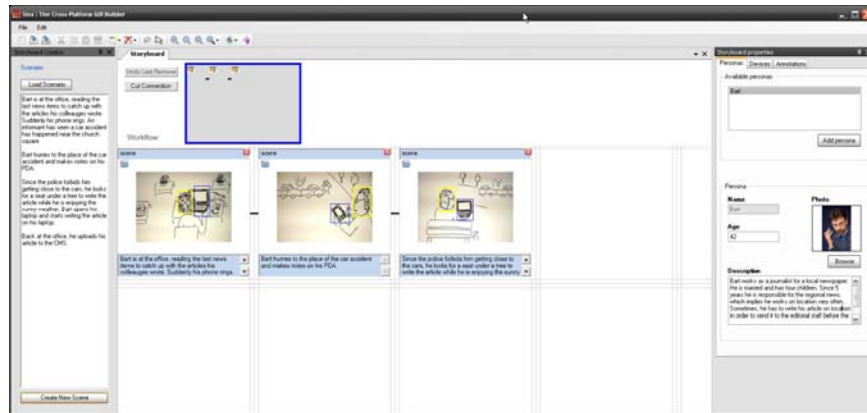 Jelly : The Cross-Platform GUI Builder
File Edit
Storyboard Creator
Scenario
Load Scenario
Bart is at the office, reading the
last news items to catch up with
the articles his colleagues wrote.
Suddenly his phone rings. An
informant has seen a car accident
has happened near the church
square.
Bart hurries to the place of the car
accident and makes notes on his
PDA.
Since the police forbids him
getting close to the cars, he looks
for a seat under a tree to write the
article while he is enjoying the
sunny weather. Bart opens his
laptop and starts writing the article
on his laptop.
Back at the office, he uploads his
article to the CMS.
Create New Scene
Storyboard
Undo Last Remove
Cut Connection
Workflow:
scene
scene
scene
Bart is at the office, reading the last news
items to catch up with the articles his
colleagues wrote. Suddenly his phone rings.
Bart hurries to the place of the car accident
and makes notes on his PDA.
Since the police forbids him getting close to
the cars, he looks for a seat under a tree to
write the article while he is enjoying the sunny
Storyboard properties
Personas Devices Annotations
Available personas
Bart
Add persona
Persona
Name
Bart
Photo
Age
42
Browse
Description
Bart works as a journalist for a local newspaper.
He is married and has four children. Since 5
years he is responsible for the regional news,
which implies he works on location very often.
Sometimes, he has to write his article on location
in order to send it to the editorial staff before the